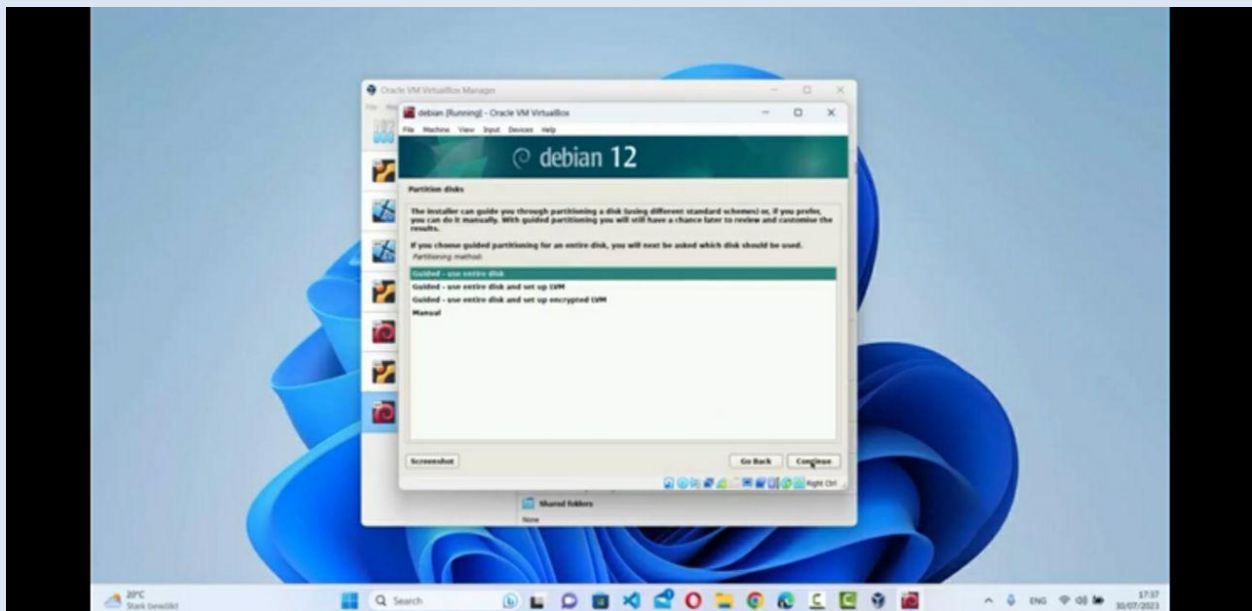 Oracle VM VirtualBox Manager
debian [Running] - Oracle VM VirtualBox
File Machine View Input Devices Help
debian 12
Partition disks
The installer can guide you through partitioning a disk (using different standard schemes) or, if you prefer,
you can do it manually. With guided partitioning you will still have a chance later to review and customise the
results.
If you choose guided partitioning for an entire disk, you will next be asked which disk should be used.
Partitioning method:
Guided - use entire disk
Guided - use entire disk and set up LVM
Guided - use entire disk and set up encrypted LVM
Manual
Screenshot Go Back Continue
Right Ctrl
Shared folders
None
20°C
Stark bewölkt
Search
ENG
17:37
30/07/2023